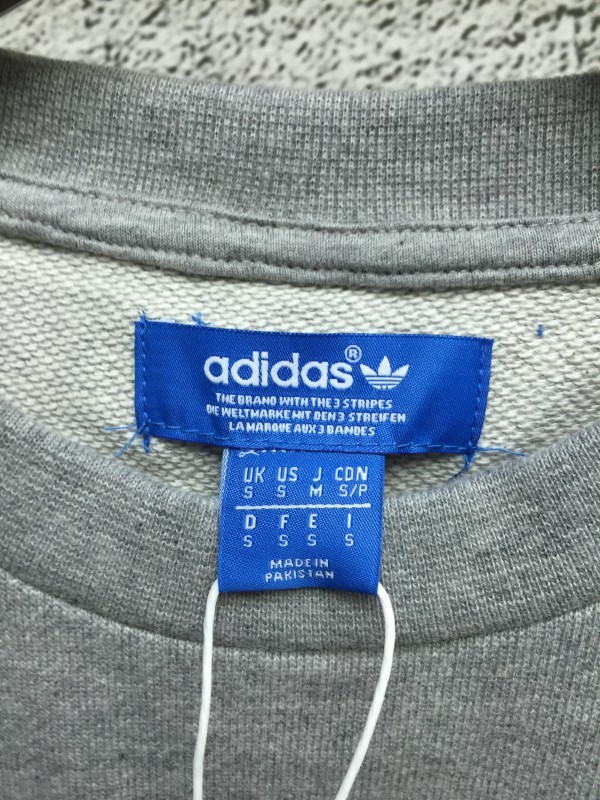 adidas®
THE BRAND WITH THE 3 STRIPES
DIE WELTMARKE MIT DEN 3 STREIFEN
LA MARQUE AUX 3 BANDES
UK US J CDN
S S M S/P
D F E I
S S S S
MADE IN
PAKISTAN